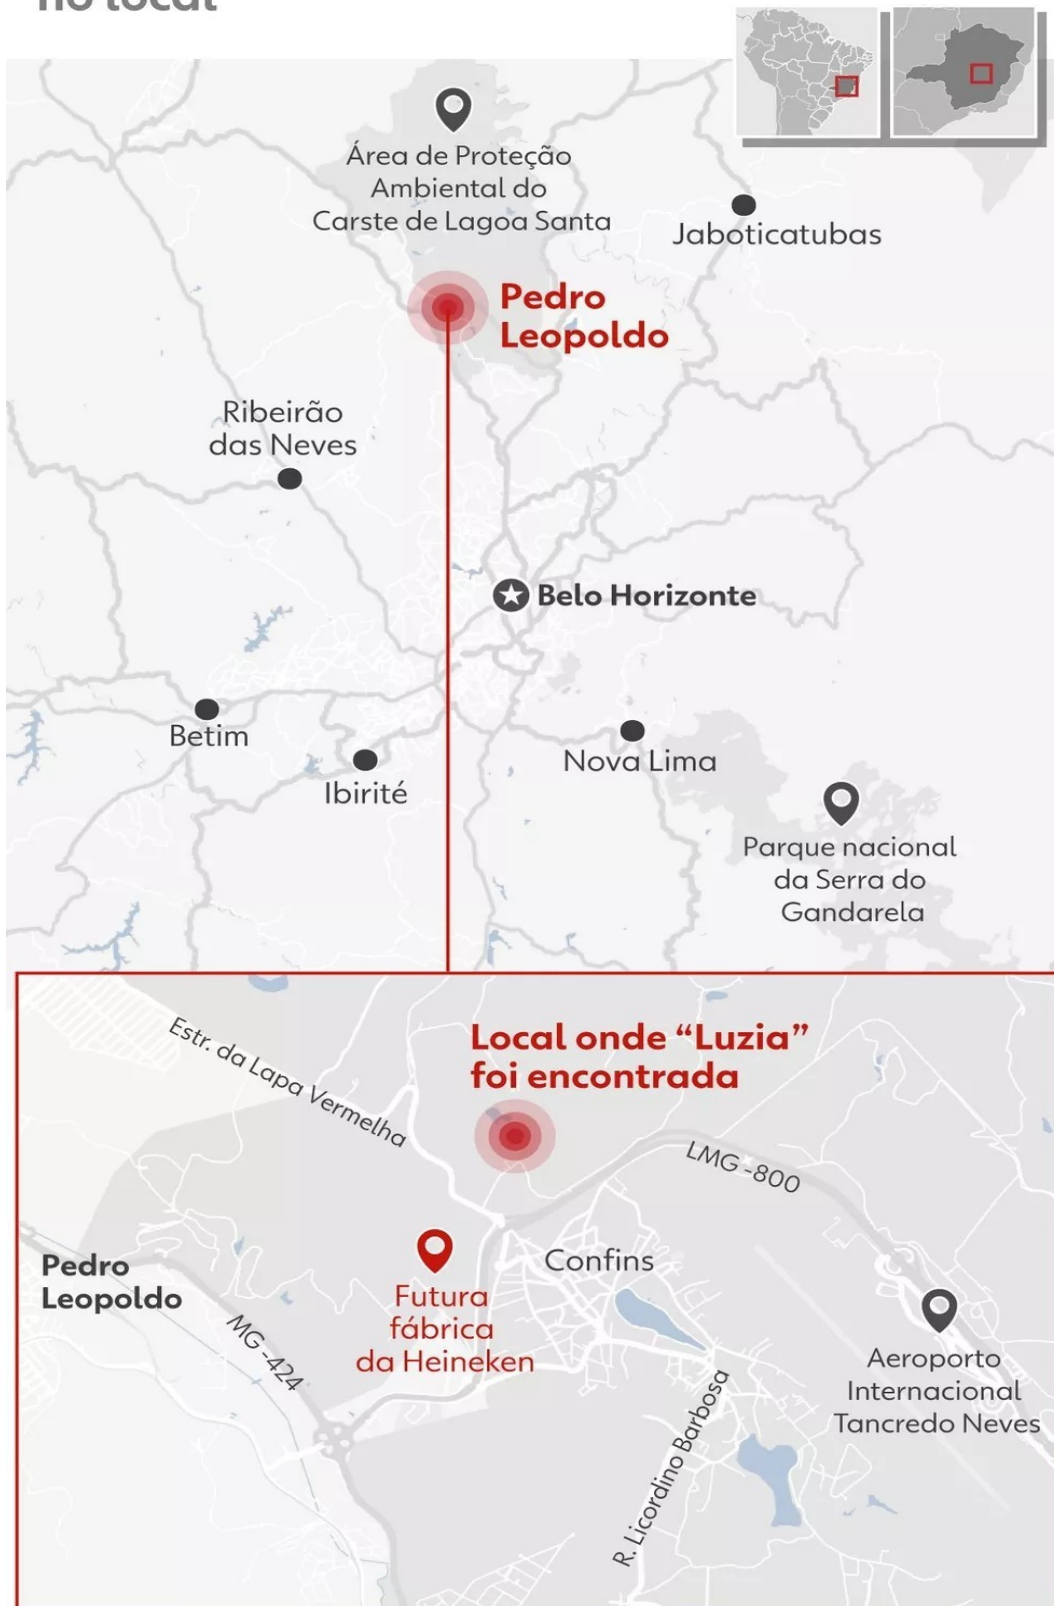 no local
Área de Proteção
Ambiental do
Carste de Lagoa Santa
Jaboticatubas
Pedro
Leopoldo
Ribeirão
das Neves
Belo Horizonte
Betim
Ibirité
Nova Lima
Parque nacional
da Serra do
Gandarela
Estr. da Lapa Vermelha
Local onde “Luzia”
foi encontrada
LMG-800
Pedro
Leopoldo
MG-424
Futura
fábrica
da Heineken
Confins
Aeroporto
Internacional
Tancredo Neves
R. Licordino Barbosa